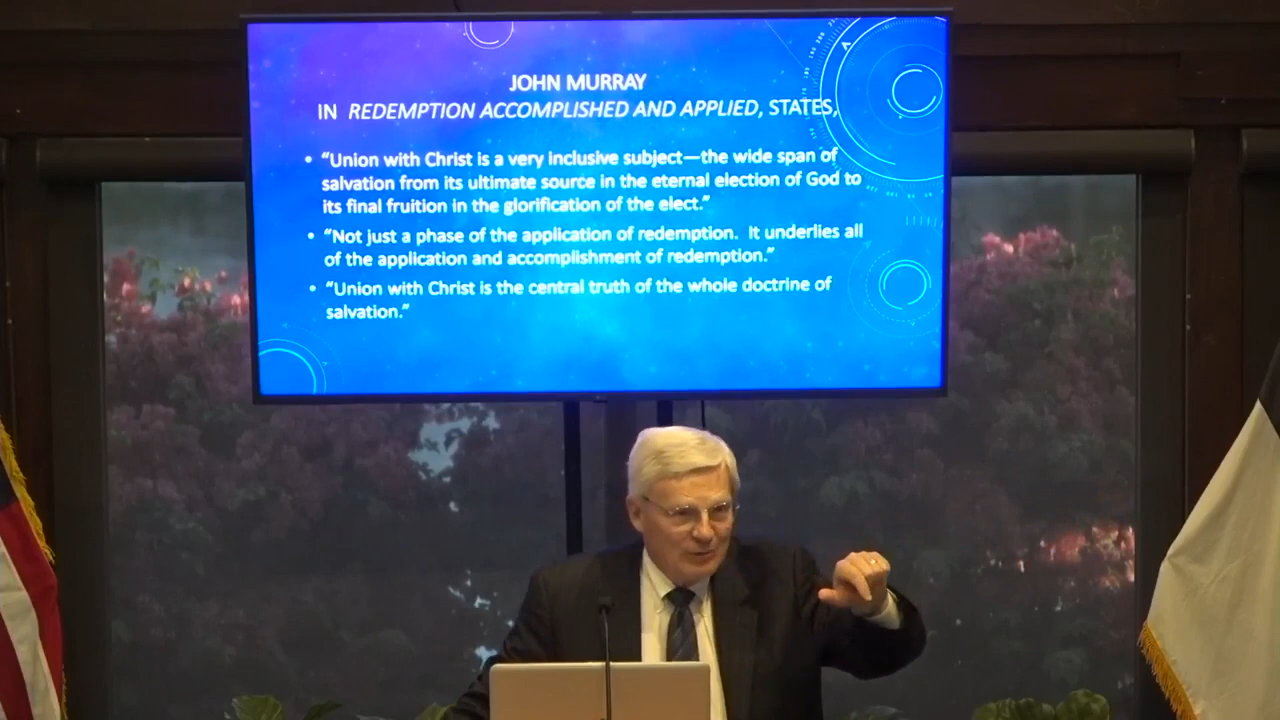 JOHN MURRAY
IN REDEMPTION ACCOMPLISHED AND APPLIED, STATES,
• “Union with Christ is a very inclusive subject—the wide span of
salvation from its ultimate source in the eternal election of God to
its final fruition in the glorification of the elect.”
• “Not just a phase of the application of redemption. It underlies all
of the application and accomplishment of redemption.”
• “Union with Christ is the central truth of the whole doctrine of
salvation.”